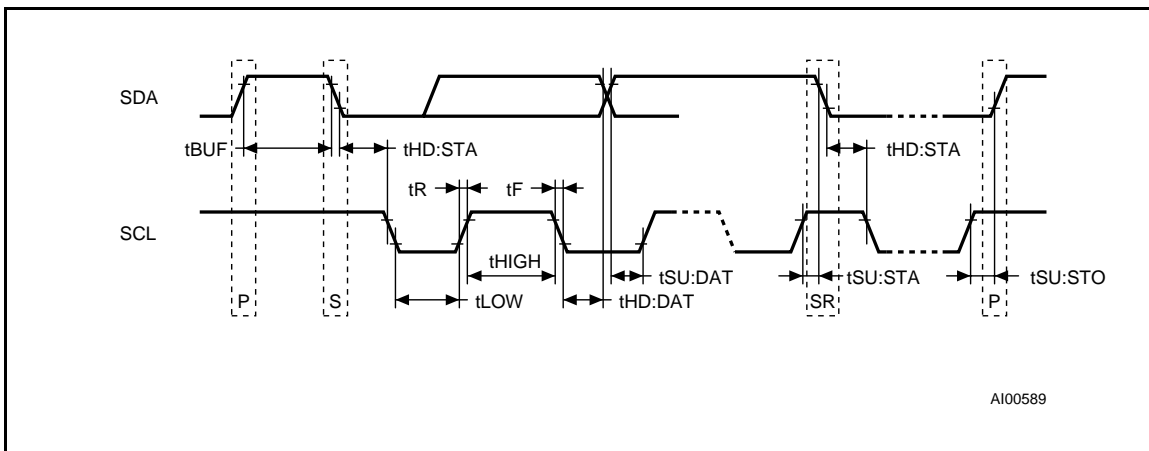 SDA
tBUF tHD:STA tHD:STA
tR tF
SCL
tHIGH tSU:DAT tSU:STA tSU:STO
tLOW tHD:DAT
P S SR P
AI00589